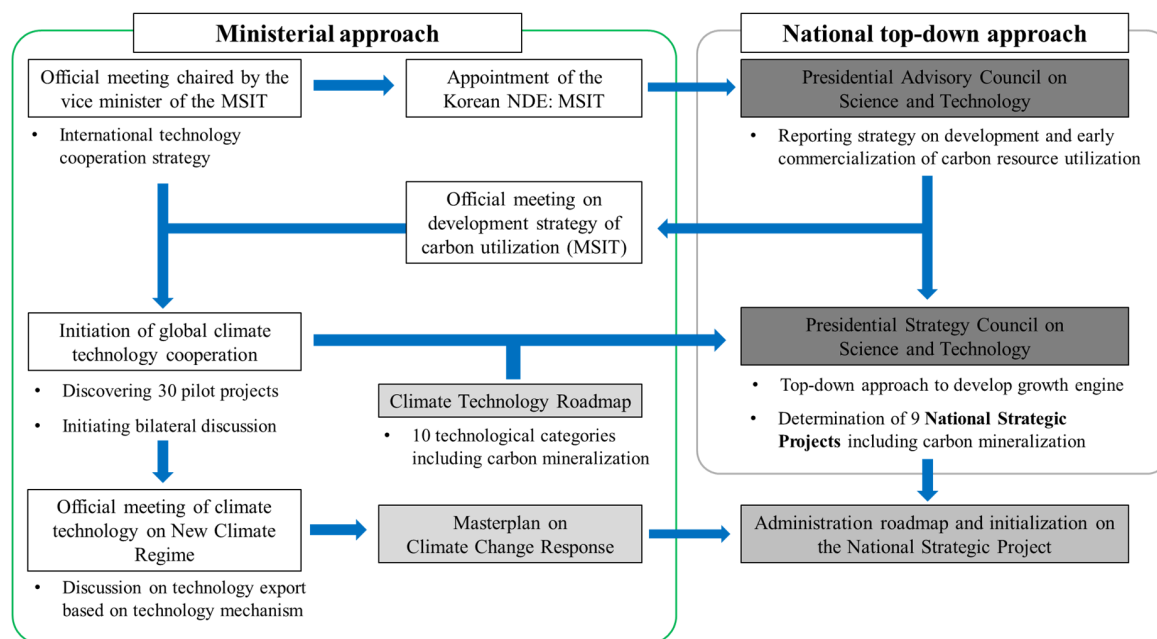 Ministerial approach
National top-down approach
Official meeting chaired by the
vice minister of the MSIT
• International technology
cooperation strategy
Appointment of the
Korean NDE: MSIT
Presidential Advisory Council on
Science and Technology
• Reporting strategy on development and early
commercialization of carbon resource utilization
Official meeting on
development strategy of
carbon utilization (MSIT)
Initiation of global climate
technology cooperation
• Discovering 30 pilot projects
• Initiating bilateral discussion
Climate Technology Roadmap
• 10 technological categories
including carbon mineralization
Presidential Strategy Council on
Science and Technology
• Top-down approach to develop growth engine
• Determination of 9 National Strategic
Projects including carbon mineralization
Official meeting of climate
technology on New Climate
Regime
• Discussion on technology export
based on technology mechanism
Masterplan on
Climate Change Response
Administration roadmap and initialization on
the National Strategic Project